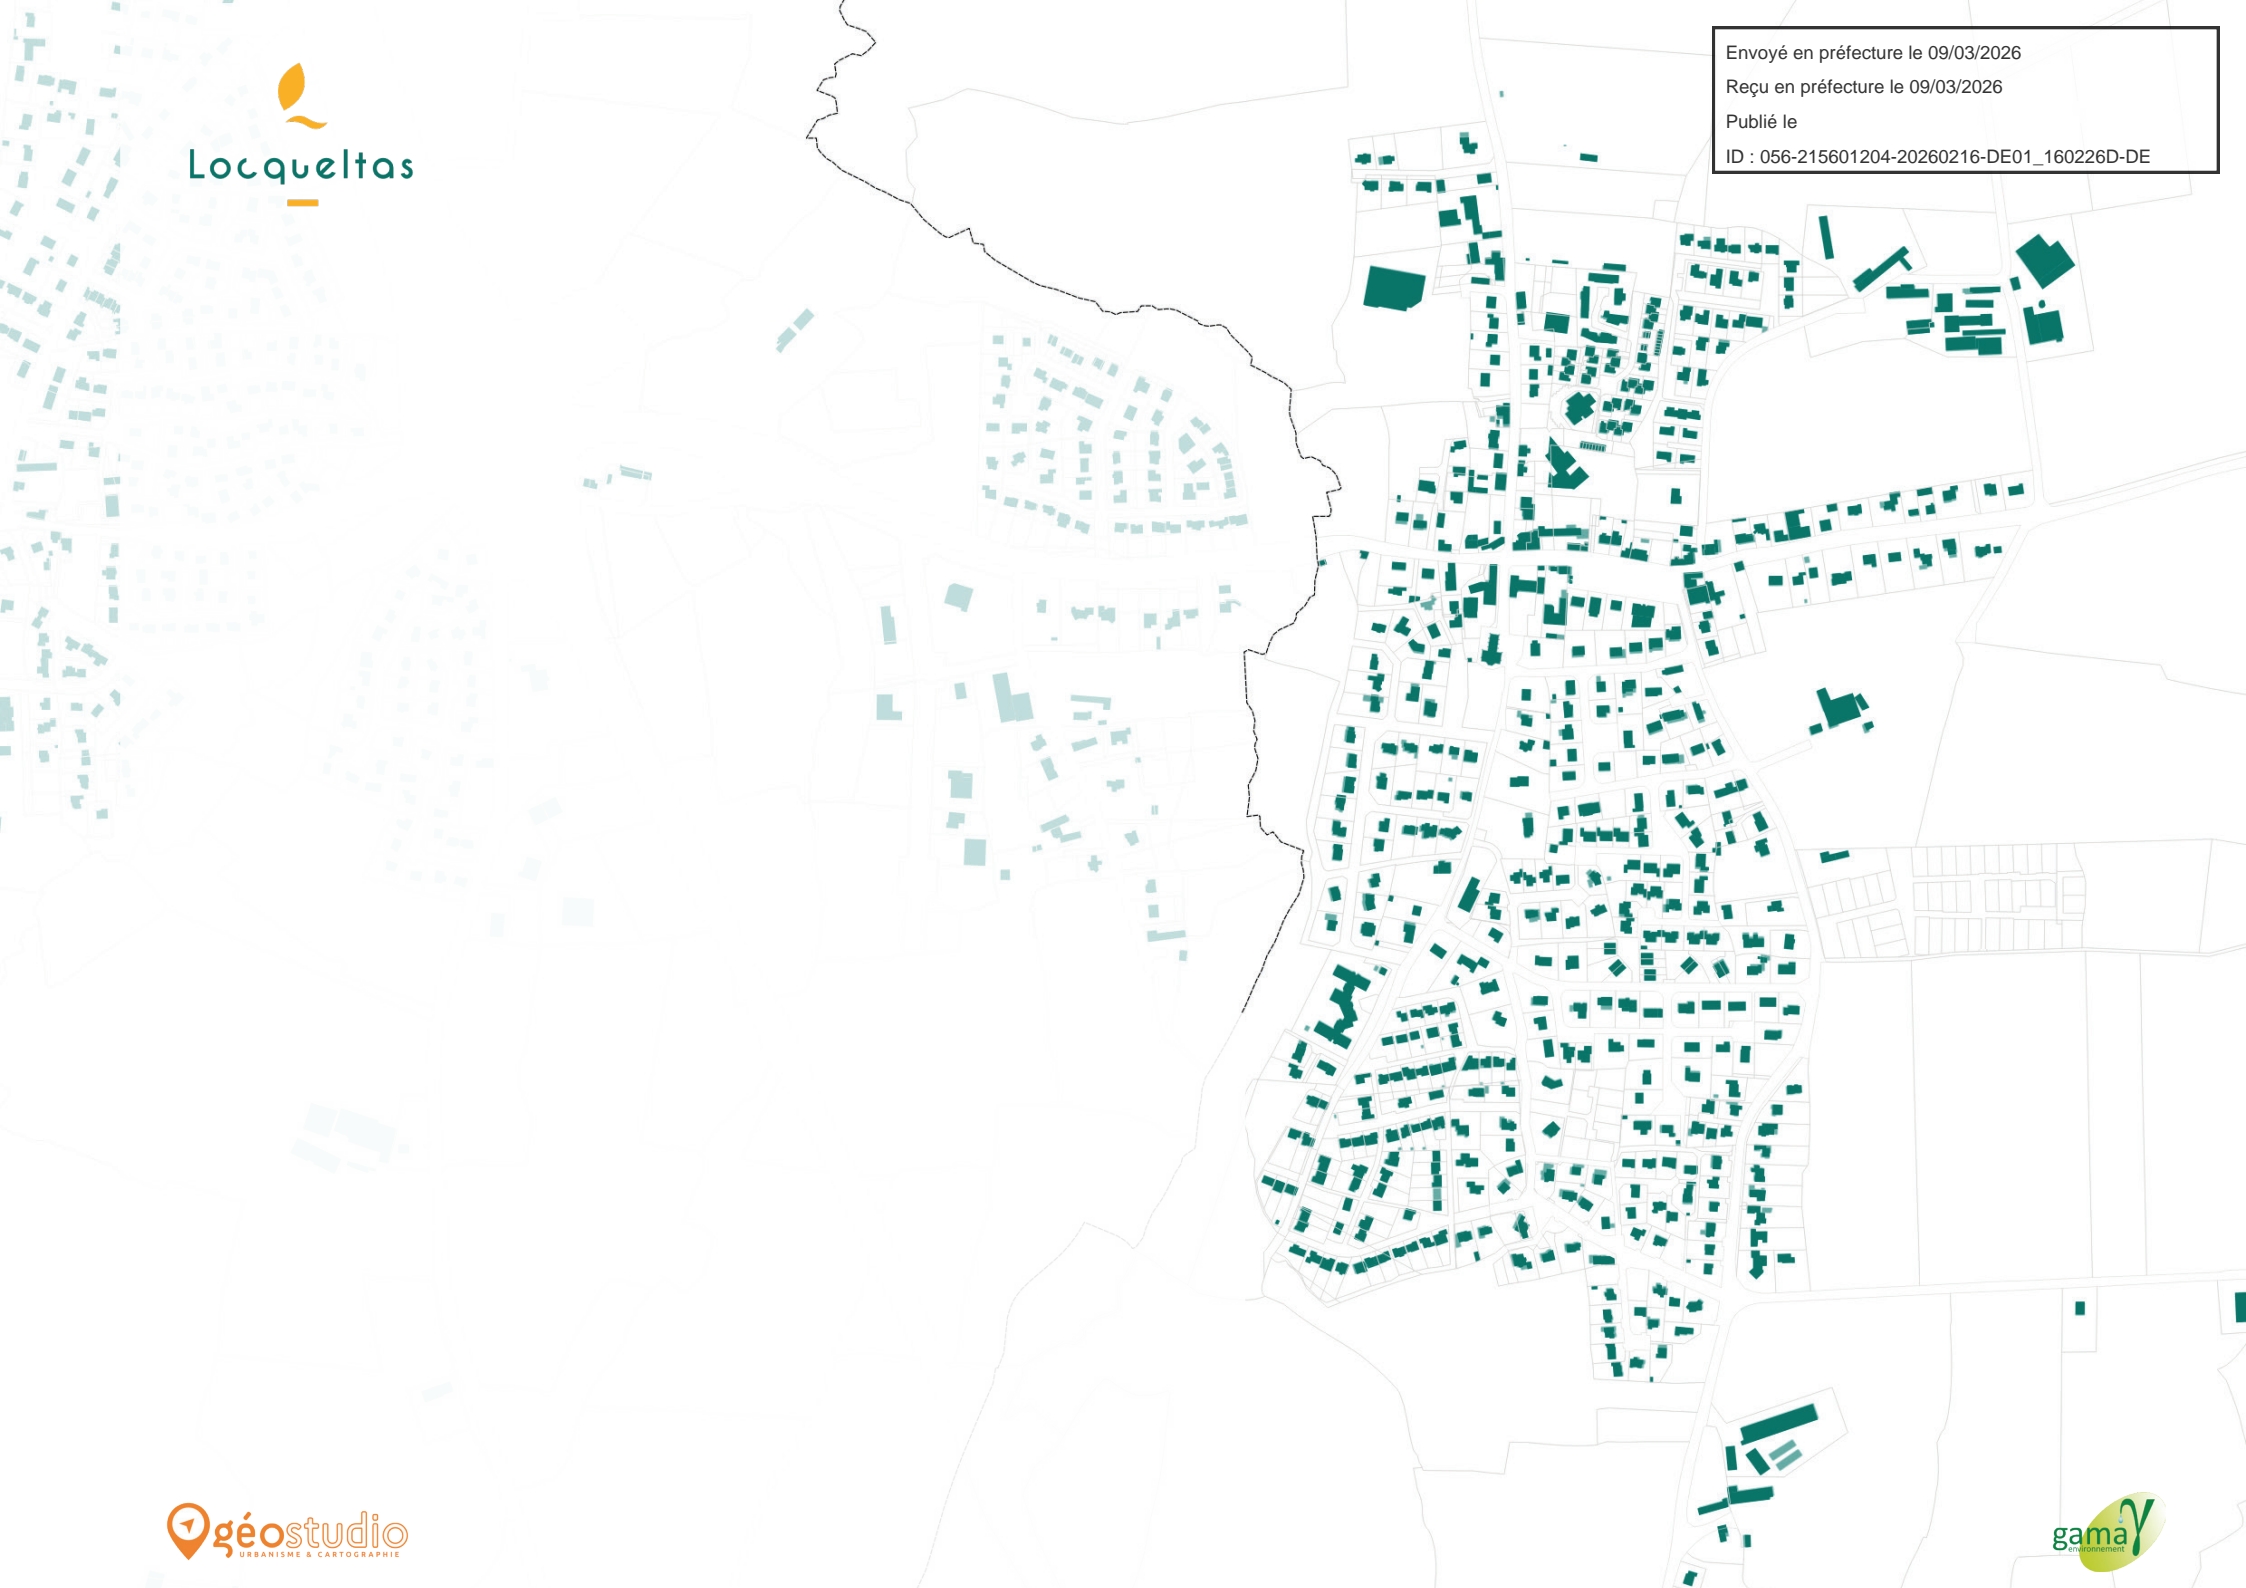 Envoyé en préfecture le 09/03/2026
Reçu en préfecture le 09/03/2026
Publié le
ID : 056-215601204-20260216-DE01_160226D-DE
Locqueltas
géostudio
URBANISME & CARTOGRAPHIE
gama
environnement